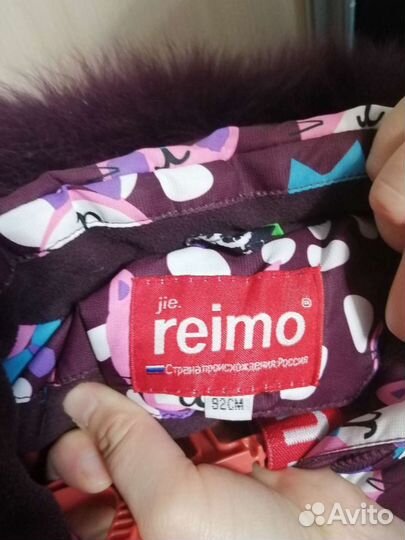 jie.
reimo®
Страна происхождения: Россия
92CM
Avito